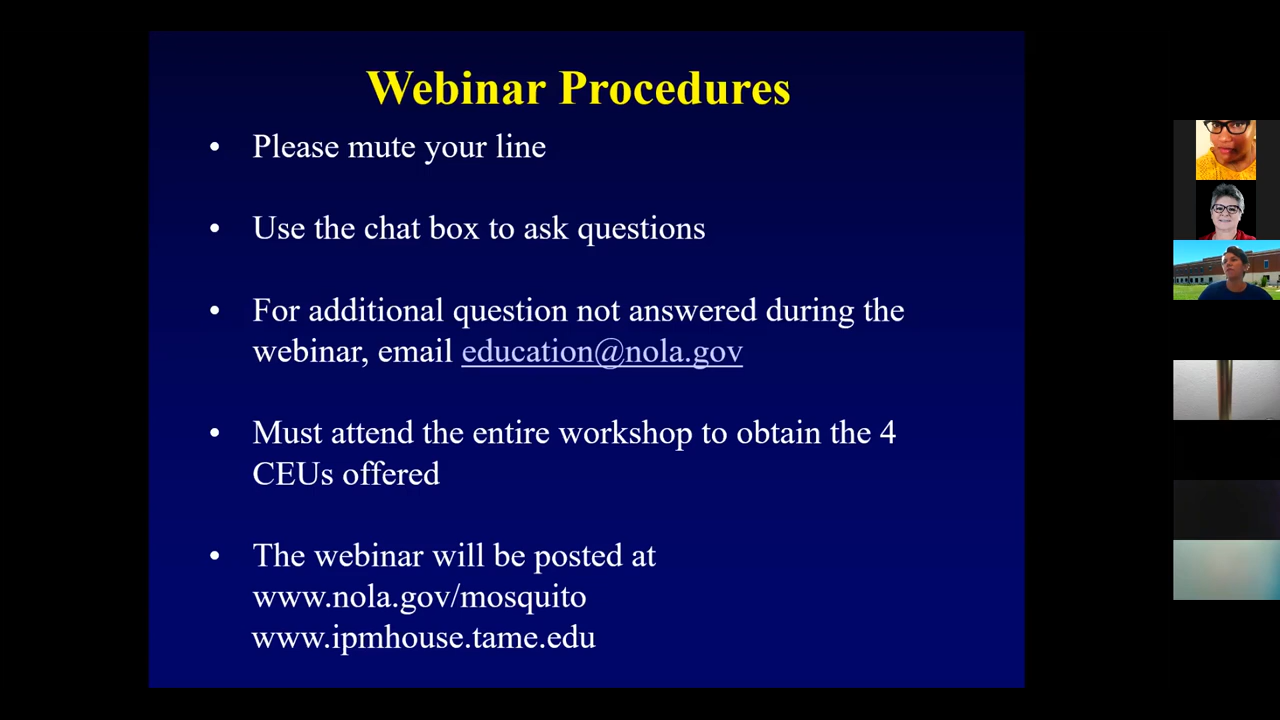 Webinar Procedures
• Please mute your line
• Use the chat box to ask questions
• For additional question not answered during the
webinar, email education@nola.gov
• Must attend the entire workshop to obtain the 4
CEUs offered
• The webinar will be posted at
www.nola.gov/mosquito
www.ipmhouse.tame.edu